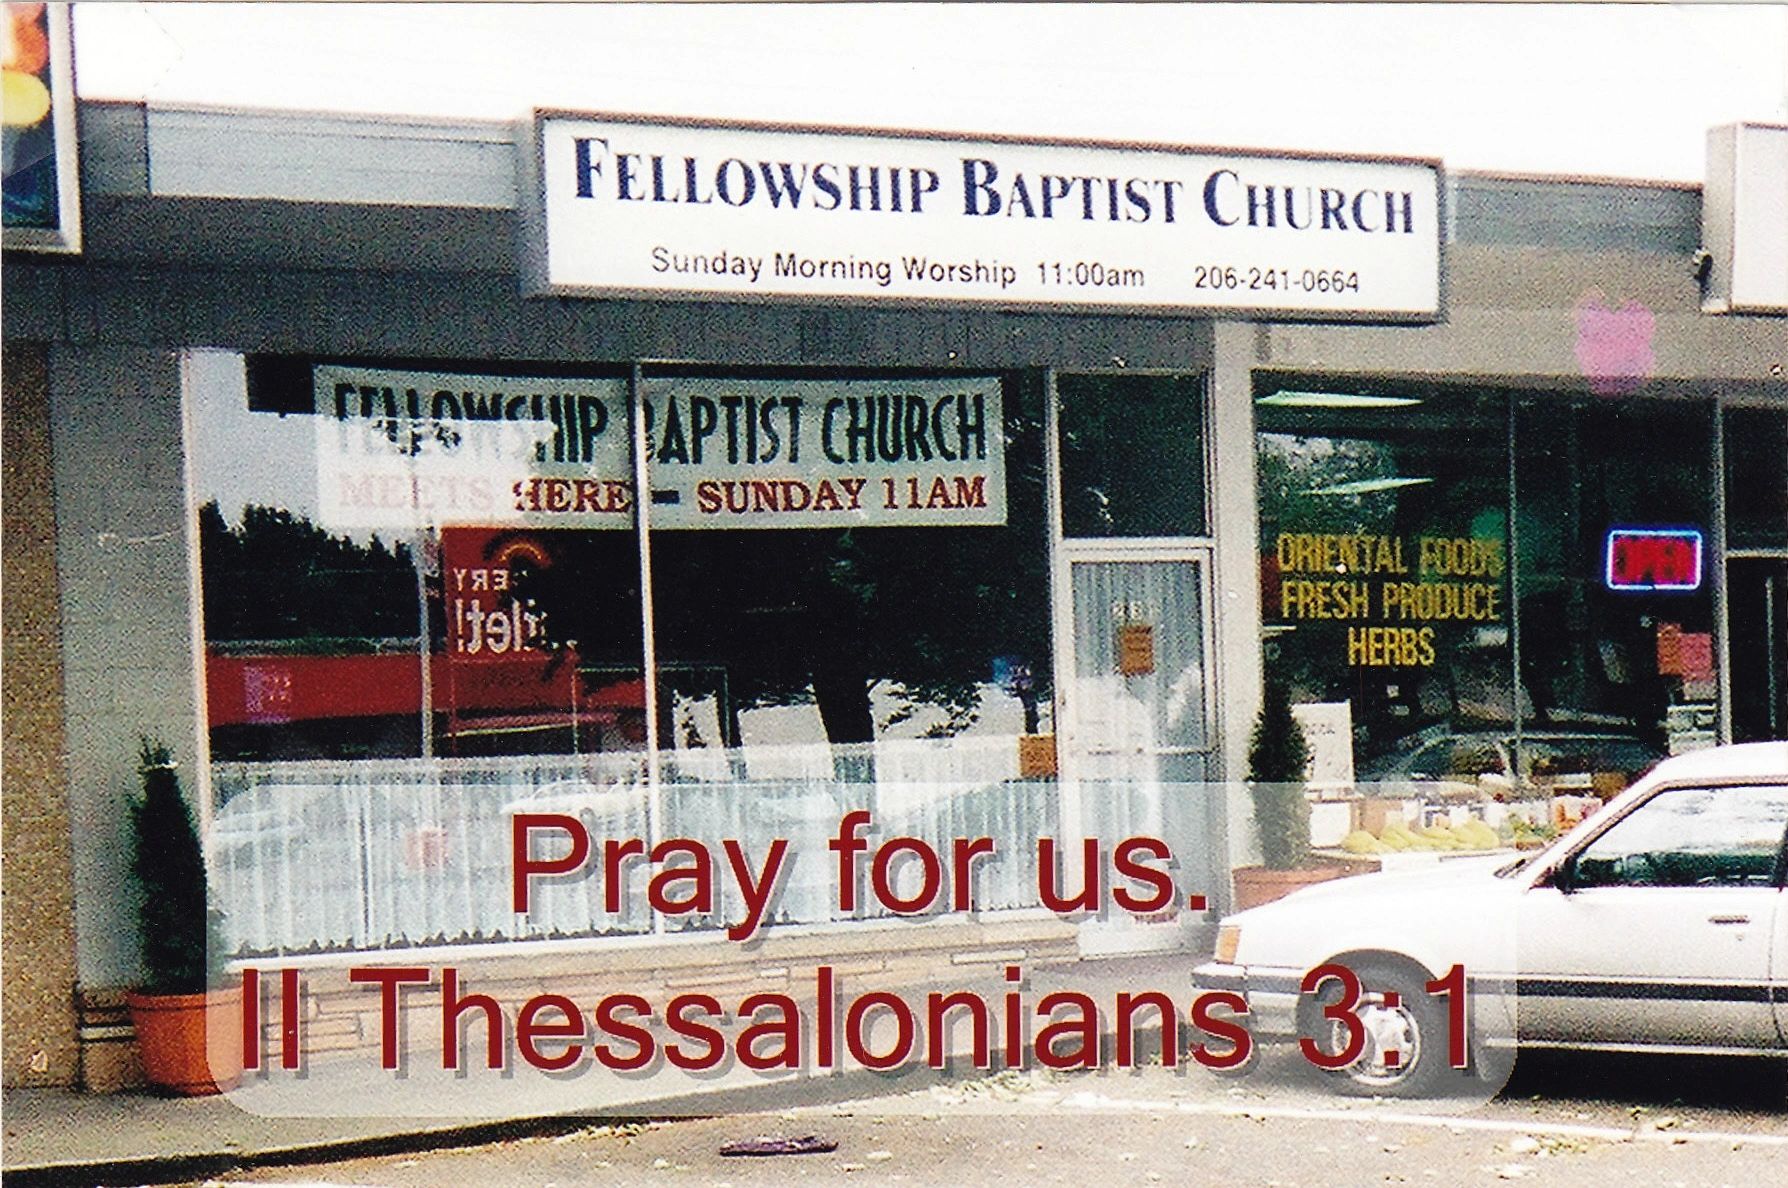 FELLOWSHIP BAPTIST CHURCH
Sunday Morning Worship 11:00am 206-241-0664
FELLOWSHIP BAPTIST CHURCH
MEETS HERE - SUNDAY 11AM
ORIENTAL FOODS
FRESH PRODUCE
HERBS
OPEN
Pray for us.
II Thessalonians 3:1